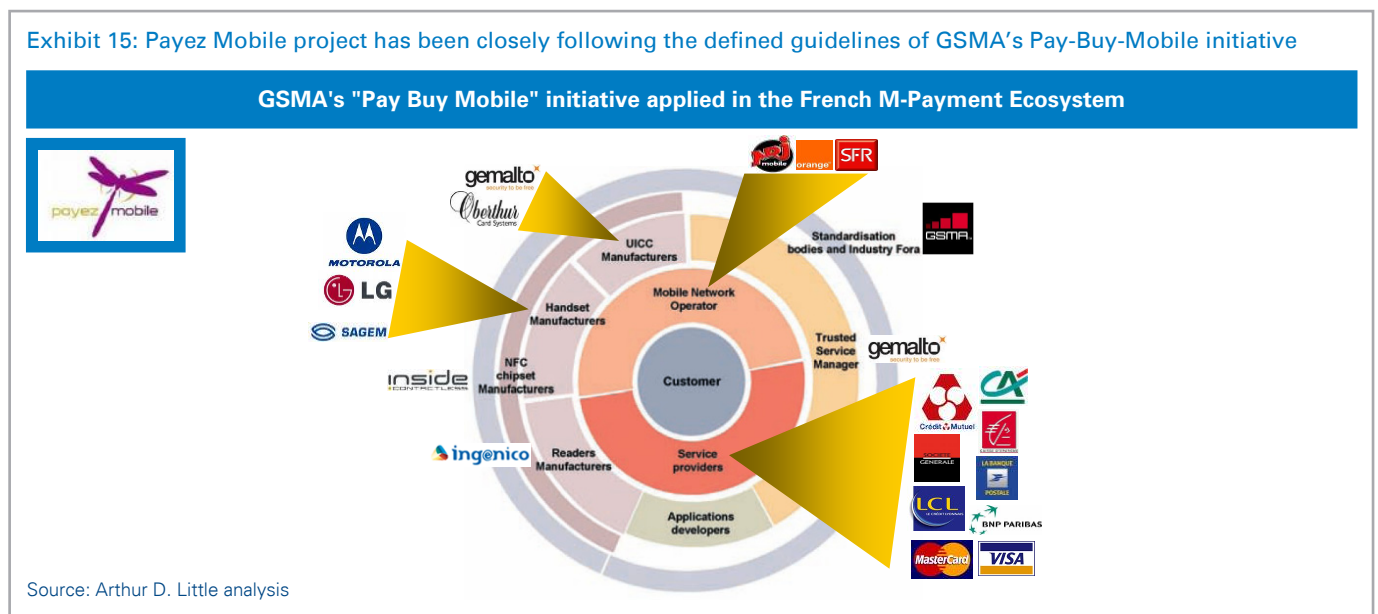 Exhibit 15: Payez Mobile project has been closely following the defined guidelines of GSMA's Pay-Buy-Mobile initiative
GSMA's "Pay Buy Mobile" initiative applied in the French M-Payment Ecosystem
payez mobile
NRJ
mobile
orange
SFR
gemalto
security to be free
Oberthur
Card Systems
MOTOROLA
LG
SAGEM
UICC
Manufacturers
Standardisation
bodies and Industry Fora
GSMA
Mobile Network
Operator
Handset
Manufacturers
Trusted
Service
Manager
gemalto
security to be free
inside
CONTACTLESS
NFC
chipset
Manufacturers
Customer
CA
Crédit Mutuel
ingenico
Readers
Manufacturers
Service
providers
SOCIETE
GENERALE
LA BANQUE
POSTALE
LCL
LE CRÉDIT LYONNAIS
BNP PARIBAS
Applications
developers
MasterCard
VISA
Source: Arthur D. Little analysis